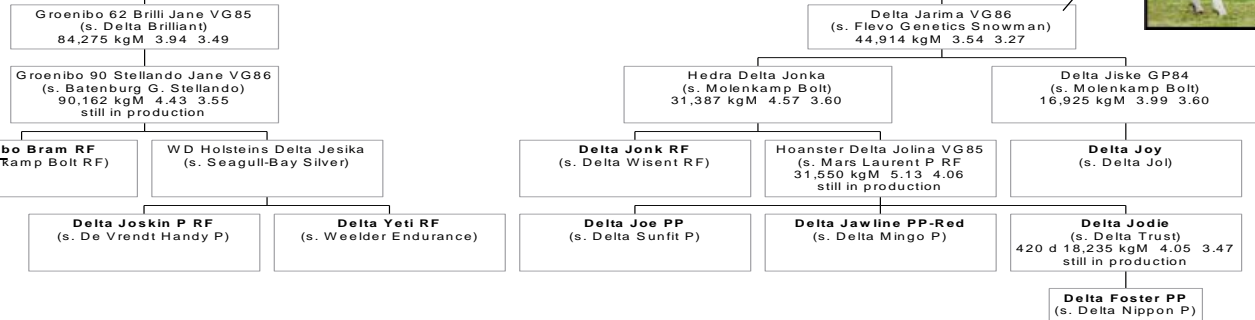 Groenibo 62 Brilli Jane VG85
(s. Delta Brilliant)
84,275 kgM 3.94 3.49
Delta Jarima VG86
(s. Flevo Genetics Snowman)
44,914 kgM 3.54 3.27
Groenibo 90 Stellando Jane VG86
(s. Batenburg G. Stellando)
90,162 kgM 4.43 3.55
still in production
Hedra Delta Jonka
(s. Molenkamp Bolt)
31,387 kgM 4.57 3.60
Delta Jiske GP84
(s. Molenkamp Bolt)
16,925 kgM 3.99 3.60
bo Bram RF
kamp Bolt RF)
WD Holsteins Delta Jesika
(s. Seagull-Bay Silver)
Delta Jonk RF
(s. Delta Wisent RF)
Hoanster Delta Jolina VG85
(s. Mars Laurent P RF
31,550 kgM 5.13 4.06
still in production
Delta Joy
(s. Delta Jol)
Delta Joskin P RF
(s. De Vrendt Handy P)
Delta Yeti RF
(s. Weelder Endurance)
Delta Joe PP
(s. Delta Sunfit P)
Delta Jawline PP-Red
(s. Delta Mingo P)
Delta Jodie
(s. Delta Trust)
420 d 18,235 kgM 4.05 3.47
still in production
Delta Foster PP
(s. Delta Nippon P)